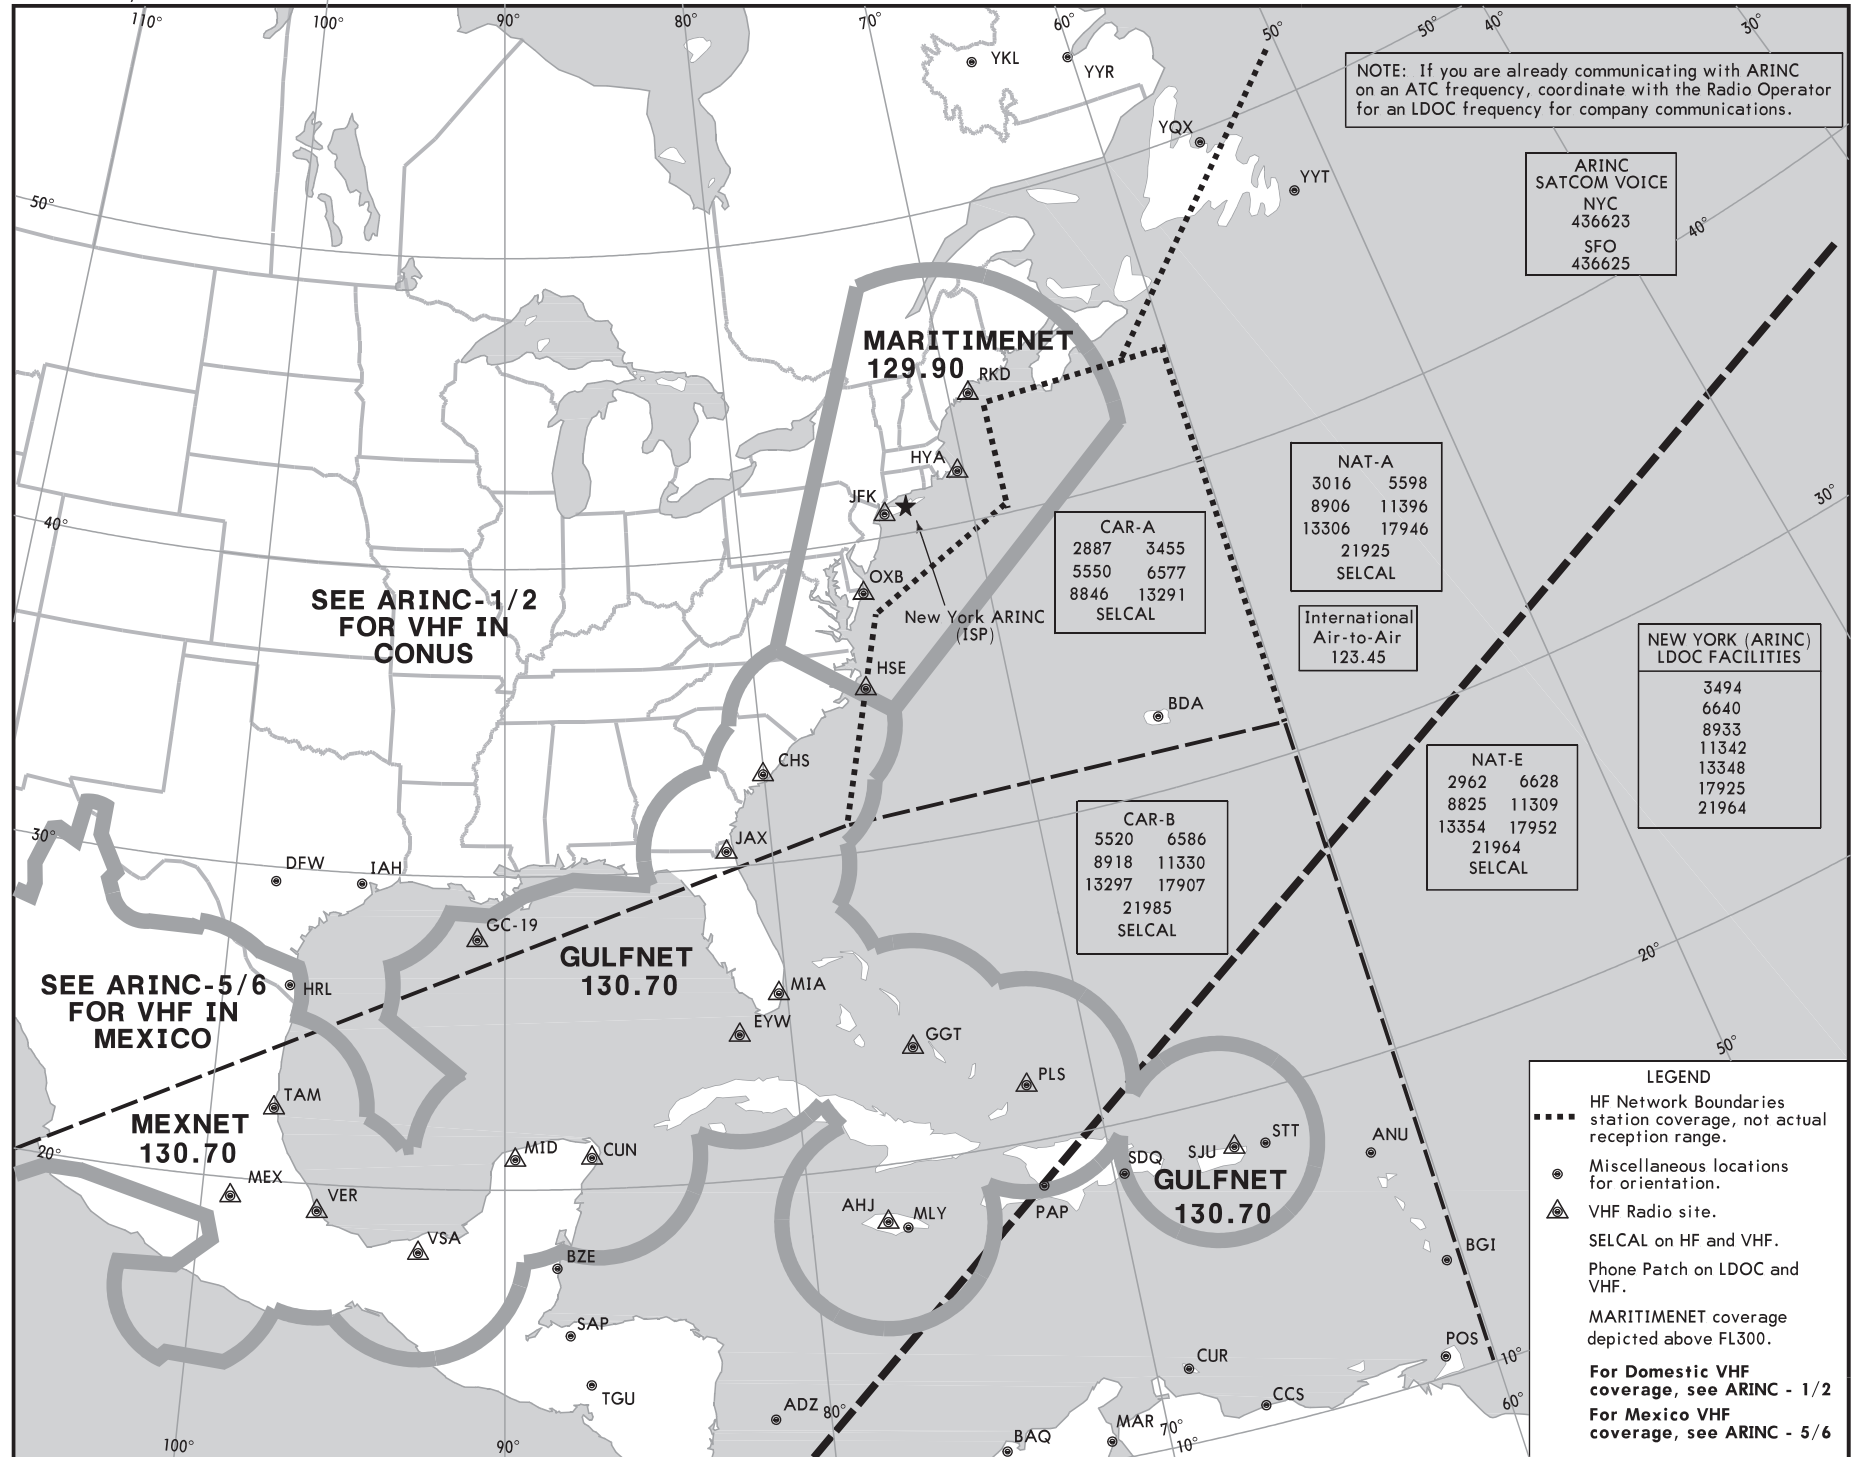 110°
100°
90°
80°
70°
60°
50°
50°
40°
30°
YKL
YYR
NOTE: If you are already communicating with ARINC
on an ATC frequency, coordinate with the Radio Operator
for an LDOC frequency for company communications.
YQX
YYT
ARINC
SATCOM VOICE
NYC
436623
SFO
436625
50°
40°
MARITIMENET
129.90
RKD
HYA
JFK
OXB
New York ARINC
(ISP)
HSE
CAR-A
2887 3455
5550 6577
8846 13291
SELCAL
NAT-A
3016 5598
8906 11396
13306 17946
21925
SELCAL
30°
International
Air-to-Air
123.45
NEW YORK (ARINC)
LDOC FACILITIES
3494
6640
8933
11342
13348
17925
21964
40°
SEE ARINC-1/2
FOR VHF IN
CONUS
BDA
CHS
JAX
CAR-B
5520 6586
8918 11330
13297 17907
21985
SELCAL
NAT-E
2962 6628
8825 11309
13354 17952
21964
SELCAL
30°
DFW
IAH
GC-19
GULFNET
130.70
20°
SEE ARINC-5/6
FOR VHF IN
MEXICO
HRL
MIA
EYW
GGT
PLS
50°
TAM
MEXNET
130.70
20°
MEX
VER
VSA
MID
CUN
BZE
AHJ
MLY
PAP
SDQ
SJU
STT
GULFNET
130.70
ANU
BGI
SAP
TGU
ADZ
80°
CUR
CCS
POS
10°
60°
BAQ
MAR
70°
10°
100°
90°
LEGEND
HF Network Boundaries
station coverage, not actual
reception range.
Miscellaneous locations
for orientation.
VHF Radio site.
SELCAL on HF and VHF.
Phone Patch on LDOC and
VHF.
MARITIMENET coverage
depicted above FL300.
For Domestic VHF
coverage, see ARINC - 1/2
For Mexico VHF
coverage, see ARINC - 5/6